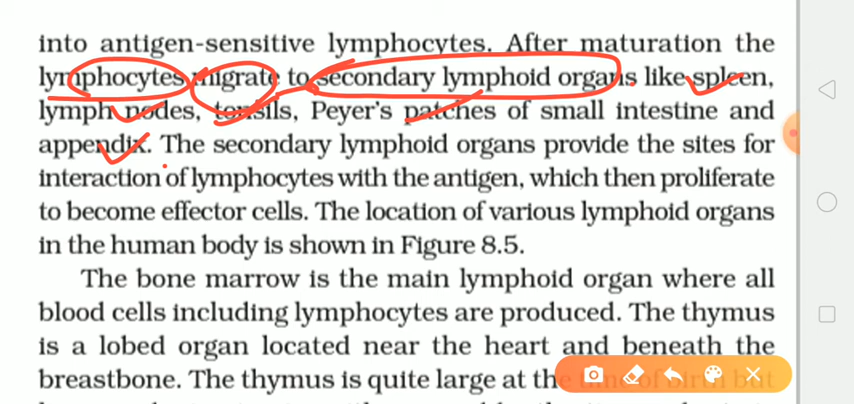 into antigen-sensitive lymphocytes. After maturation the
lymphocytes migrate to secondary lymphoid organs like spleen,
lymph nodes, tonsils, Peyer's patches of small intestine and
appendix. The secondary lymphoid organs provide the sites for
interaction of lymphocytes with the antigen, which then proliferate
to become effector cells. The location of various lymphoid organs
in the human body is shown in Figure 8.5.
The bone marrow is the main lymphoid organ where all
blood cells including lymphocytes are produced. The thymus
is a lobed organ located near the heart and beneath the
breastbone. The thymus is quite large at the time of birth but